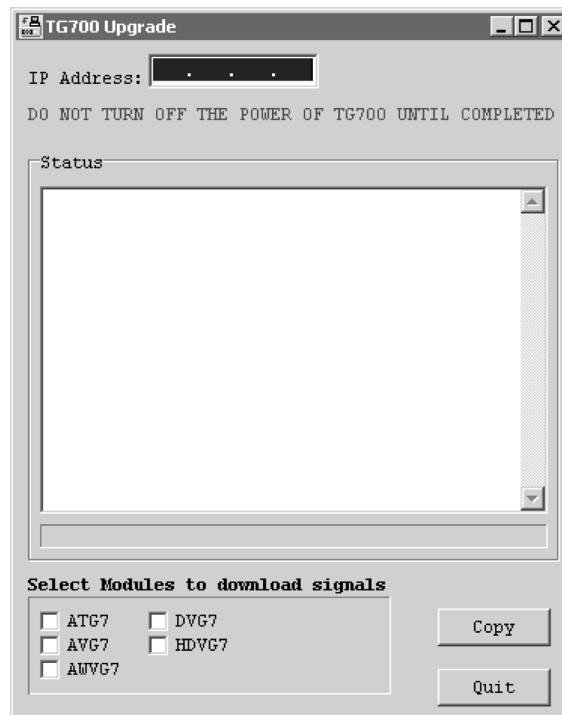 TG700 Upgrade
IP Address: . . .
DO NOT TURN OFF THE POWER OF TG700 UNTIL COMPLETED
Status
Select Modules to download signals
ATG7 DVG7
AVG7 HDVG7
AWVG7
Copy
Quit